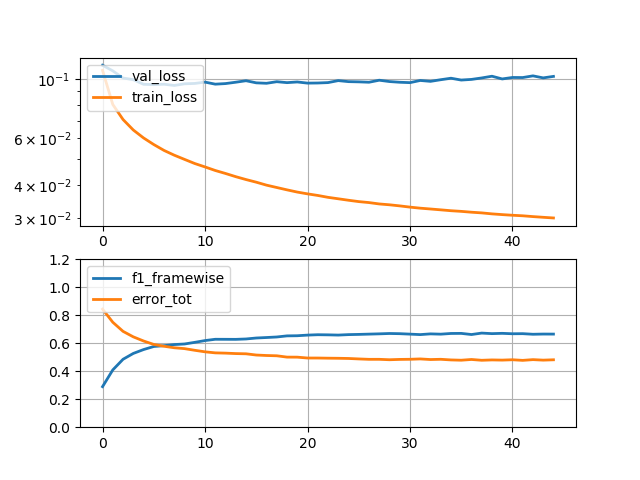 10⁻¹
6 × 10⁻²
4 × 10⁻²
3 × 10⁻²
val_loss
train_loss
0 10 20 30 40
1.2
1.0
0.8
0.6
0.4
0.2
0.0
f1_framewise
error_tot
0 10 20 30 40